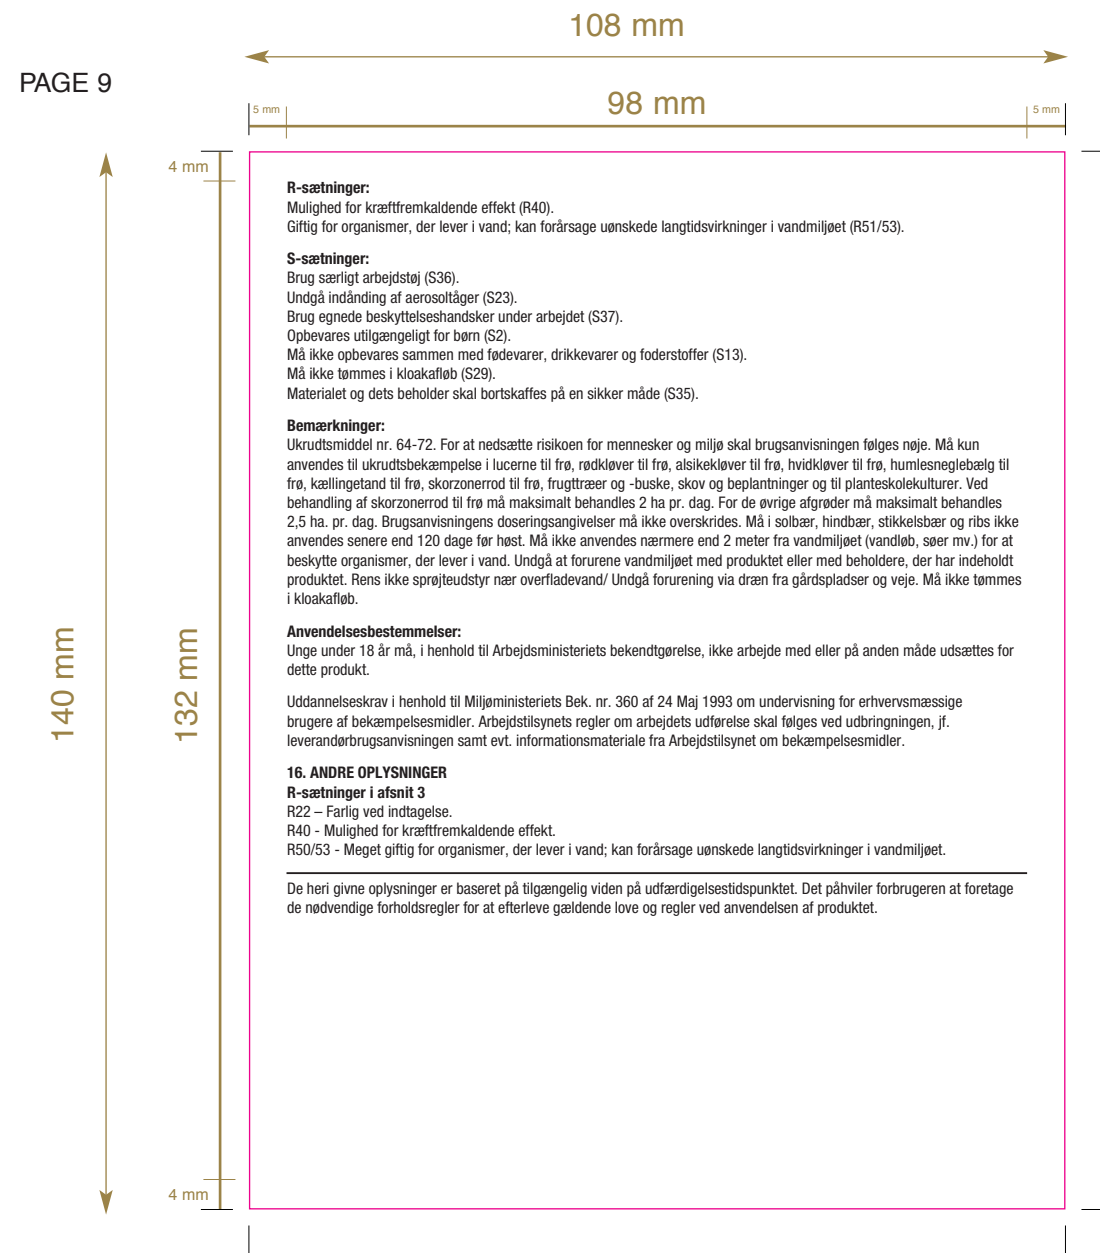 108 mm
PAGE 9
98 mm
5 mm
5 mm
4 mm
R-sætninger:
Mulighed for kræftfremkaldende effekt (R40).
Giftig for organismer, der lever i vand; kan forårsage uønskede langtidsvirkninger i vandmiljøet (R51/53).
S-sætninger:
Brug særligt arbejdstøj (S36).
Undgå indånding af aerosoltåger (S23).
Brug egnede beskyttelseshandsker under arbejdet (S37).
Opbevares utilgængeligt for børn (S2).
Må ikke opbevares sammen med fødevarer, drikkevarer og foderstoffer (S13).
Må ikke tømmes i kloakafløb (S29).
Materialet og dets beholder skal bortskaffes på en sikker måde (S35).
Bemærkninger:
Ukrudtsmiddel nr. 64-72. For at nedsætte risikoen for mennesker og miljø skal brugsanvisningen følges nøje. Må kun
anvendes til ukrudtsbekæmpelse i lucerne til frø, rødkløver til frø, alsikekløver til frø, hvidkløver til frø, humlesneglebælg til
frø, kællingetand til frø, skorzonerrod til frø, frugttræer og -buske, skov og beplantninger og til planteskolekulturer. Ved
behandling af skorzonerrod til frø må maksimalt behandles 2 ha pr. dag. For de øvrige afgrøder må maksimalt behandles
2,5 ha. pr. dag. Brugsanvisningens doseringsangivelser må ikke overskrides. Må i solbær, hindbær, stikkelsbær og ribs ikke
anvendes senere end 120 dage før høst. Må ikke anvendes nærmere end 2 meter fra vandmiljøet (vandløb, søer mv.) for at
beskytte organismer, der lever i vand. Undgå at forurene vandmiljøet med produktet eller med beholdere, der har indeholdt
produktet. Rens ikke sprøjteudstyr nær overfladevand/ Undgå forurening via dræn fra gårdspladser og veje. Må ikke tømmes
i kloakafløb.
Anvendelsesbestemmelser:
Unge under 18 år må, i henhold til Arbejdsministeriets bekendtgørelse, ikke arbejde med eller på anden måde udsættes for
dette produkt.
Uddannelseskrav i henhold til Miljøministeriets Bek. nr. 360 af 24 Maj 1993 om undervisning for erhvervsmæssige
brugere af bekæmpelsesmidler. Arbejdstilsynets regler om arbejdets udførelse skal følges ved udbringningen, jf.
leverandørbrugsanvisningen samt evt. informationsmateriale fra Arbejdstilsynet om bekæmpelsesmidler.
16. ANDRE OPLYSNINGER
R-sætninger i afsnit 3
R22 – Farlig ved indtagelse.
R40 - Mulighed for kræftfremkaldende effekt.
R50/53 - Meget giftig for organismer, der lever i vand; kan forårsage uønskede langtidsvirkninger i vandmiljøet.
De heri givne oplysninger er baseret på tilgængelig viden på udfærdigelsestidspunktet. Det påhviler forbrugeren at foretage
de nødvendige forholdsregler for at efterleve gældende love og regler ved anvendelsen af produktet.
140 mm
132 mm
4 mm